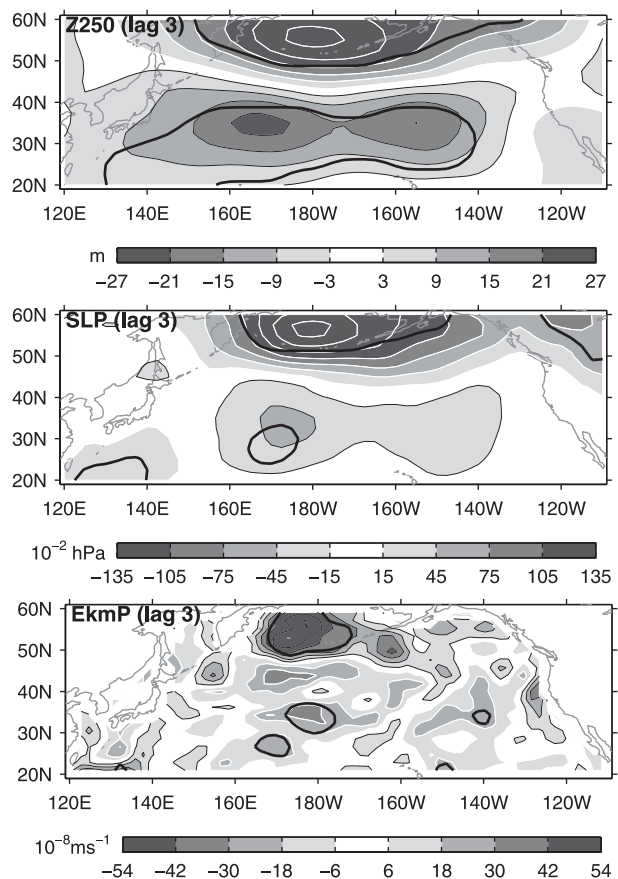 Z250 (lag 3)
60N
50N
40N
30N
20N
120E 140E 160E 180W 160W 140W 120W
m
−27 −21 −15 −9 −3 3 9 15 21 27
SLP (lag 3)
60N
50N
40N
30N
20N
120E 140E 160E 180W 160W 140W 120W
10−2 hPa
−135 −105 −75 −45 −15 15 45 75 105 135
EkmP (lag 3)
60N
50N
40N
30N
20N
120E 140E 160E 180W 160W 140W 120W
10−8ms−1
−54 −42 −30 −18 −6 6 18 30 42 54